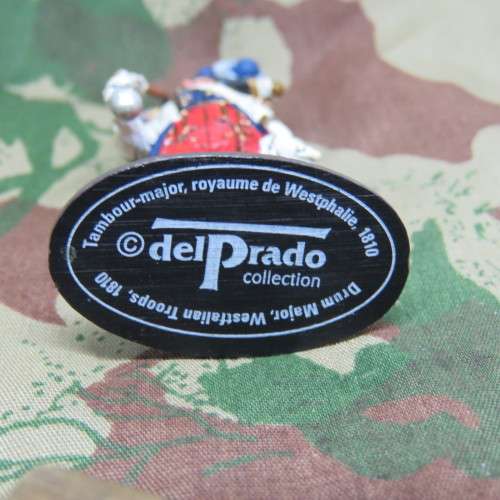 Tambour-major, royaume de Westphalie, 1810
© delPrado
collection
Drum Major, Westfalian Troops, 1810